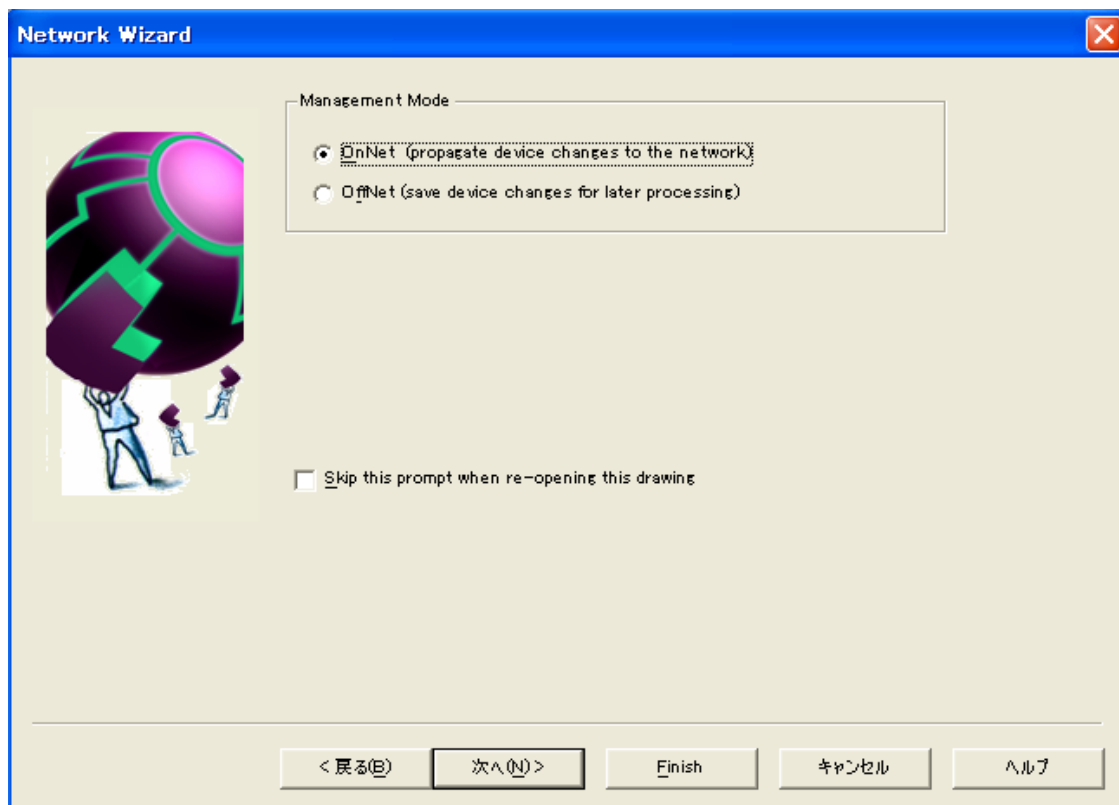 Network Wizard
Management Mode
OnNet (propagate device changes to the network)
OffNet (save device changes for later processing)
Skip this prompt when re-opening this drawing
< 戻る(B) 次へ(N) > Finish キャンセル ヘルプ